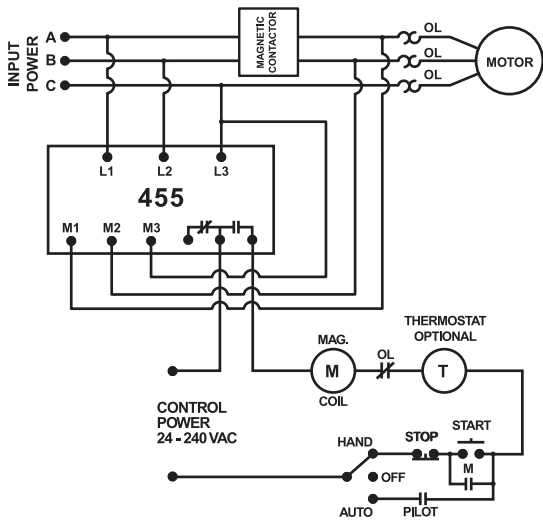 INPUT
POWER
A
B
C
MAGNETIC
CONTACTOR
OL
OL
OL
MOTOR
L1
L2
L3
455
M1
M2
M3
MAG.
M
COIL
OL
THERMOSTAT
OPTIONAL
T
CONTROL
POWER
24 - 240 VAC
HAND
OFF
AUTO
STOP
START
M
PILOT